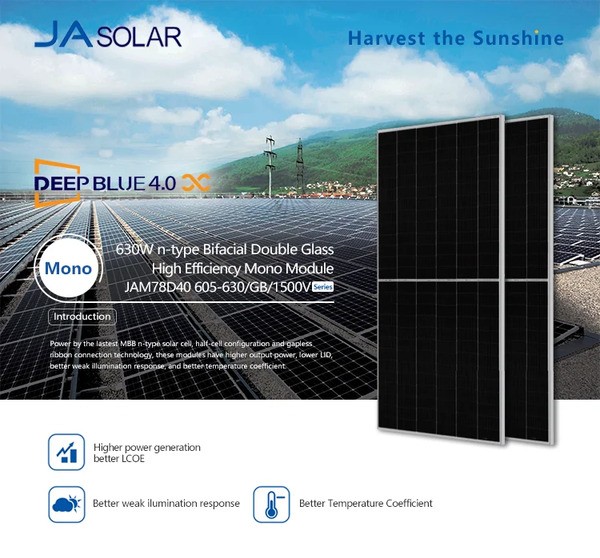 JA SOLAR
Harvest the Sunshine
DEEP BLUE 4.0
Mono
630W n-type Bifacial Double Glass
High Efficiency Mono Module
JAM78D40 605-630/GB/1500V Series
Introduction
Power by the lastest MBB n-type solar cell, half-cell configuration and gapless
ribbon connection technology, these modules have higher output power, lower LID,
better weak illumination response, and better temperature coefficient.
Higher power generation
better LCOE
Better weak ilumination response
Better Temperature Coefficient